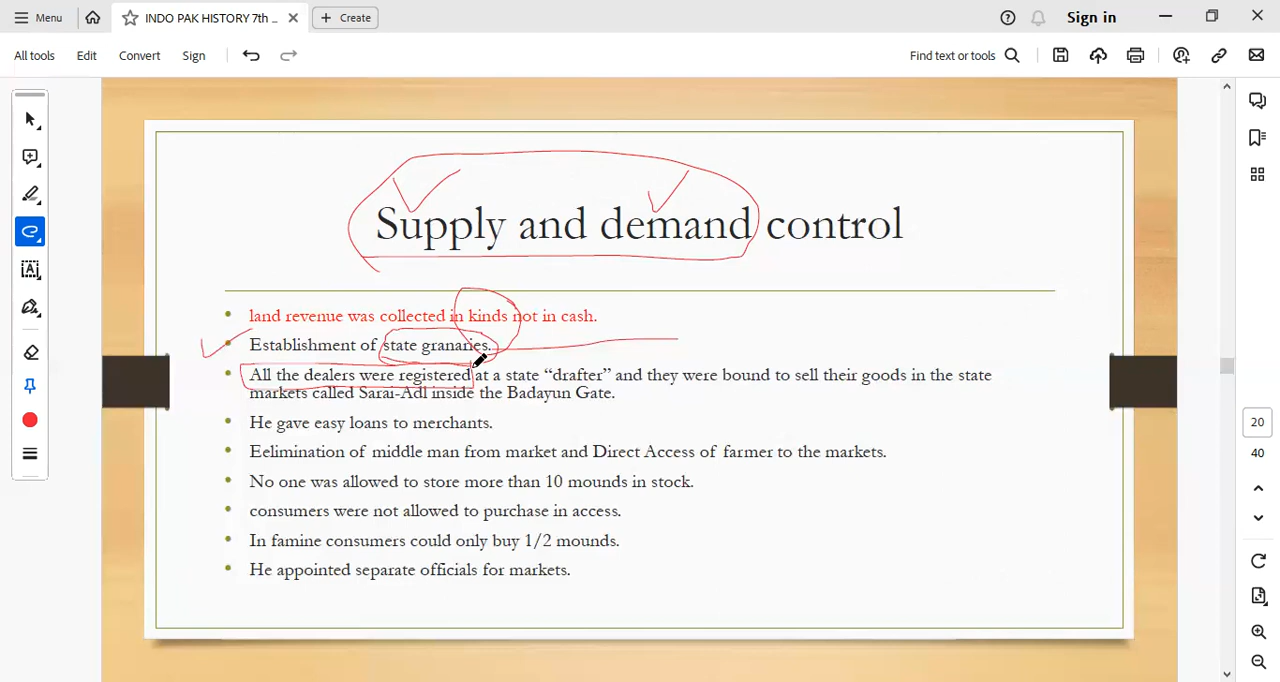 Menu
INDO PAK HISTORY 7th ...
Create
Sign in
All tools
Edit
Convert
Sign
Find text or tools
Supply and demand control
• land revenue was collected in kinds not in cash.
• Establishment of state granaries.
• All the dealers were registered at a state “drafter” and they were bound to sell their goods in the state
markets called Sarai-Adl inside the Badayun Gate.
• He gave easy loans to merchants.
• Eelimination of middle man from market and Direct Access of farmer to the markets.
• No one was allowed to store more than 10 mounds in stock.
• consumers were not allowed to purchase in access.
• In famine consumers could only buy 1/2 mounds.
• He appointed separate officials for markets.
20
40